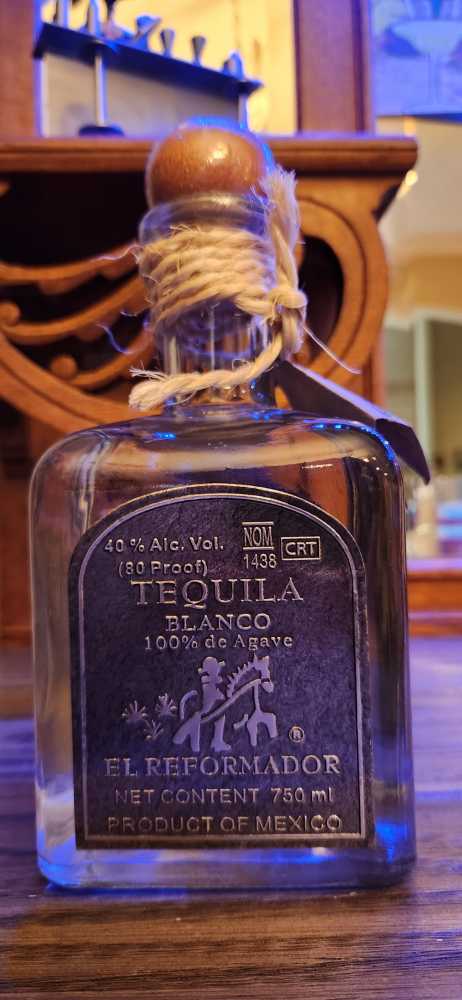 40 % Alc. Vol.
(80 Proof)
NOM
1438
CRT
TEQUILA
BLANCO
100% de Agave
®
EL REFORMADOR
NET CONTENT 750 ml
PRODUCT OF MEXICO